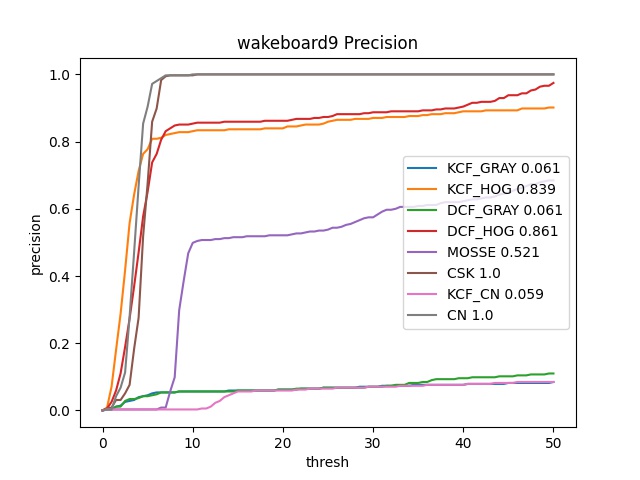 wakeboard9 Precision
precision
1.0
0.8
0.6
0.4
0.2
0.0
KCF_GRAY 0.061
KCF_HOG 0.839
DCF_GRAY 0.061
DCF_HOG 0.861
MOSSE 0.521
CSK 1.0
KCF_CN 0.059
CN 1.0
0 10 20 30 40 50
thresh